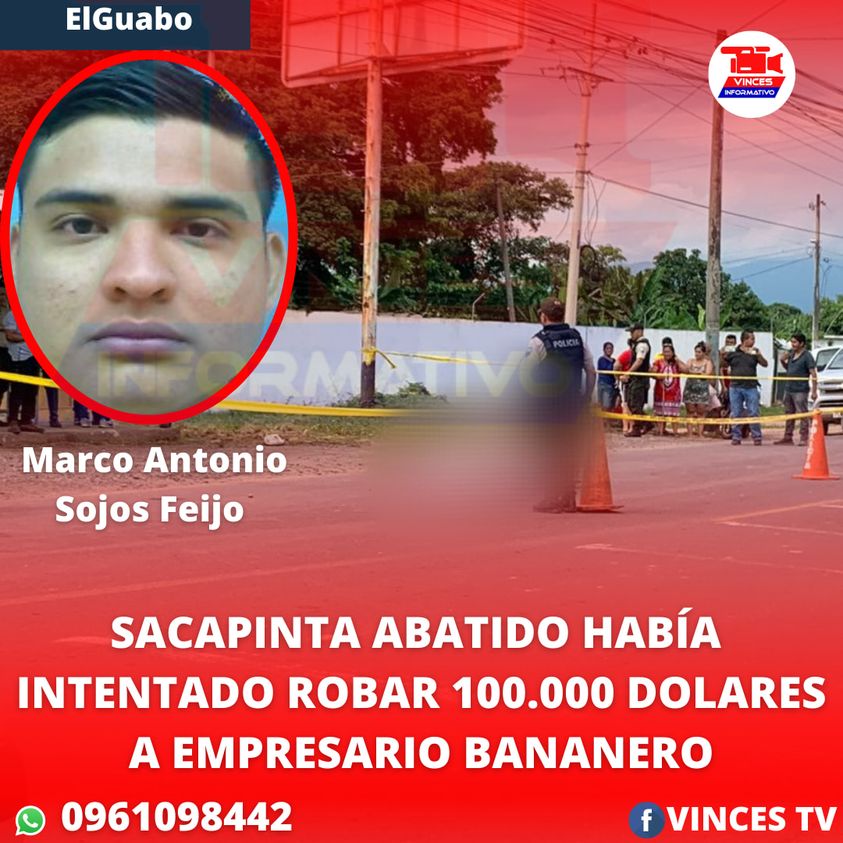 ElGuabo
VINCES
INFORMATIVO
INFORMATIVO
POLICIA
Marco Antonio
Sojos Feijo
SACAPINTA ABATIDO HABÍA
INTENTADO ROBAR 100.000 DOLARES
A EMPRESARIO BANANERO
0961098442
f VINCES TV